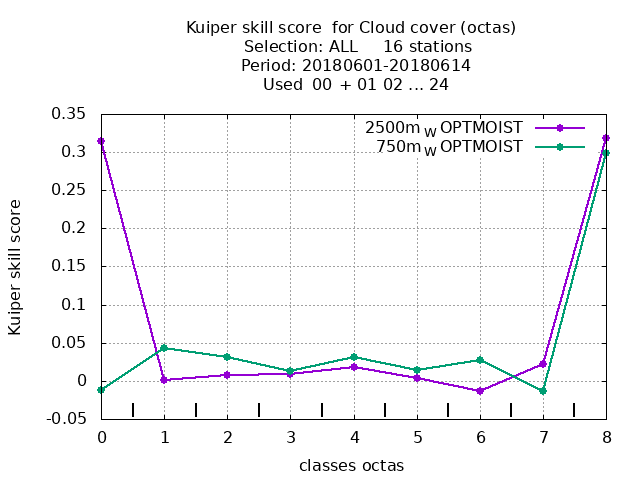 Kuiper skill score  for Cloud cover (octas)
Selection: ALL     16 stations
Period: 20180601-20180614
Used  00  + 01 02 ... 24
2500m W OPTMOIST
750m W OPTMOIST
0.35
0.3
0.25
0.2
0.15
0.1
0.05
0
-0.05
Kuiper skill score
0 1 2 3 4 5 6 7 8
classes octas